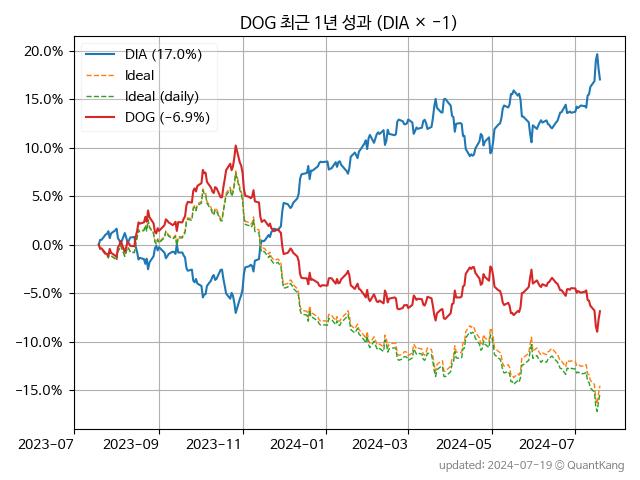 DOG 최근 1년 성과 (DIA × -1)
20.0%
15.0%
10.0%
5.0%
0.0%
-5.0%
-10.0%
-15.0%
DIA (17.0%)
Ideal
Ideal (daily)
DOG (-6.9%)
2023-07
2023-09
2023-11
2024-01
2024-03
2024-05
2024-07
updated: 2024-07-19 © QuantKang